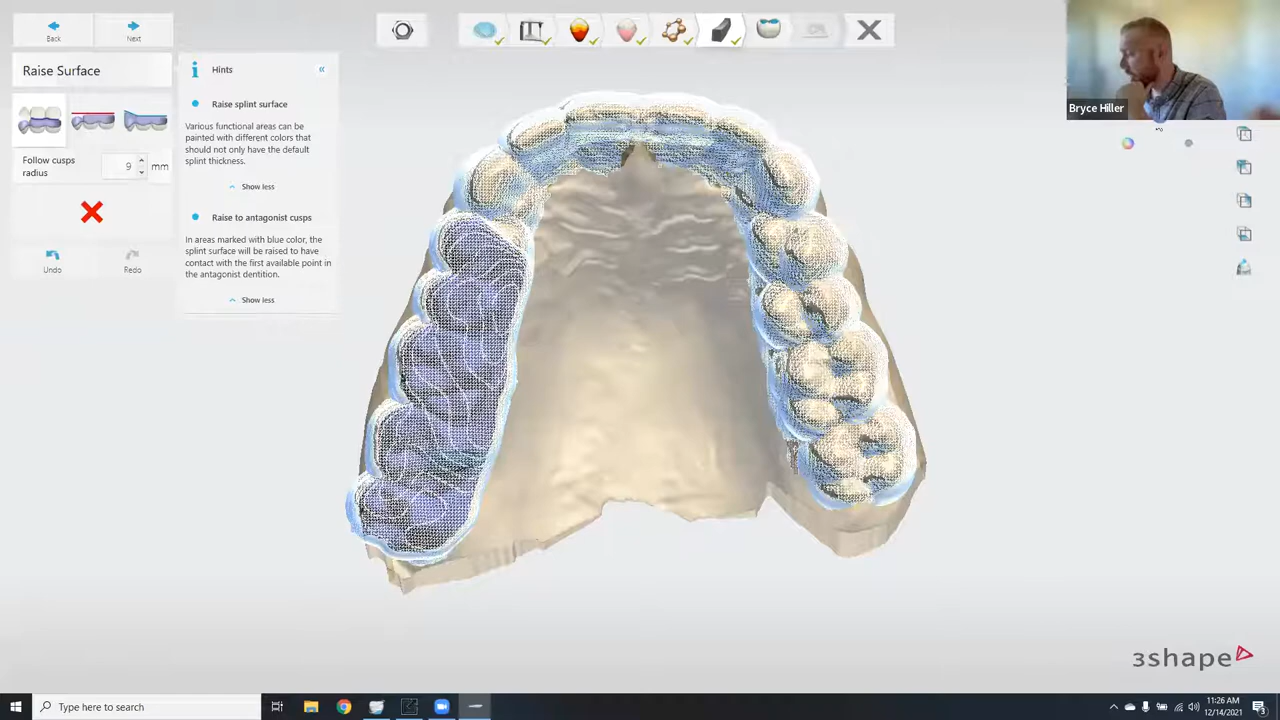 Back
Next
Raise Surface
Follow cusps
radius
9
mm
Undo
Redo
Hints
«
Raise splint surface
Various functional areas can be
painted with different colors that
should not only have the default
splint thickness.
Show less
Raise to antagonist cusps
In areas marked with blue color, the
splint surface will be raised to have
contact with the first available point in
the antagonist dentition.
Show less
Bryce Hiller
3shape
Type here to search
11:26 AM
12/14/2021
3